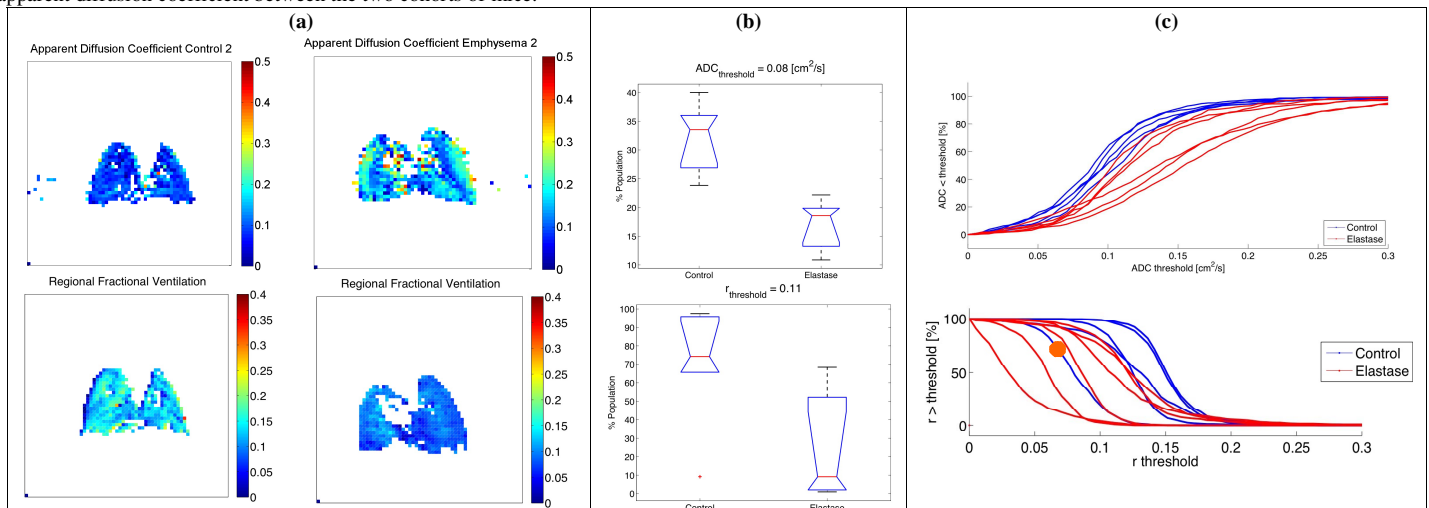 apparent diffusion coefficient between the two cohorts of mice.
(a)
(b)
(c)
Apparent Diffusion Coefficient Control 2
0.5
0.4
0.3
0.2
0.1
0
Apparent Diffusion Coefficient Emphysema 2
0.5
0.4
0.3
0.2
0.1
0
Regional Fractional Ventilation
0.4
0.35
0.3
0.25
0.2
0.15
0.1
0.05
0
Regional Fractional Ventilation
0.4
0.35
0.3
0.25
0.2
0.15
0.1
0.05
0
ADCthreshold = 0.08 [cm2/s]
% Population
40
35
30
25
20
15
10
Control
Elastase
rthreshold = 0.11
% Population
100
90
80
70
60
50
40
30
20
10
0
Control
Elastase
ADC < threshold [%]
100
80
60
40
20
0
0 0.05 0.1 0.15 0.2 0.25 0.3
ADC threshold [cm2/s]
Control
Elastase
r > threshold [%]
100
50
0
0 0.05 0.1 0.15 0.2 0.25 0.3
r threshold
Control
Elastase